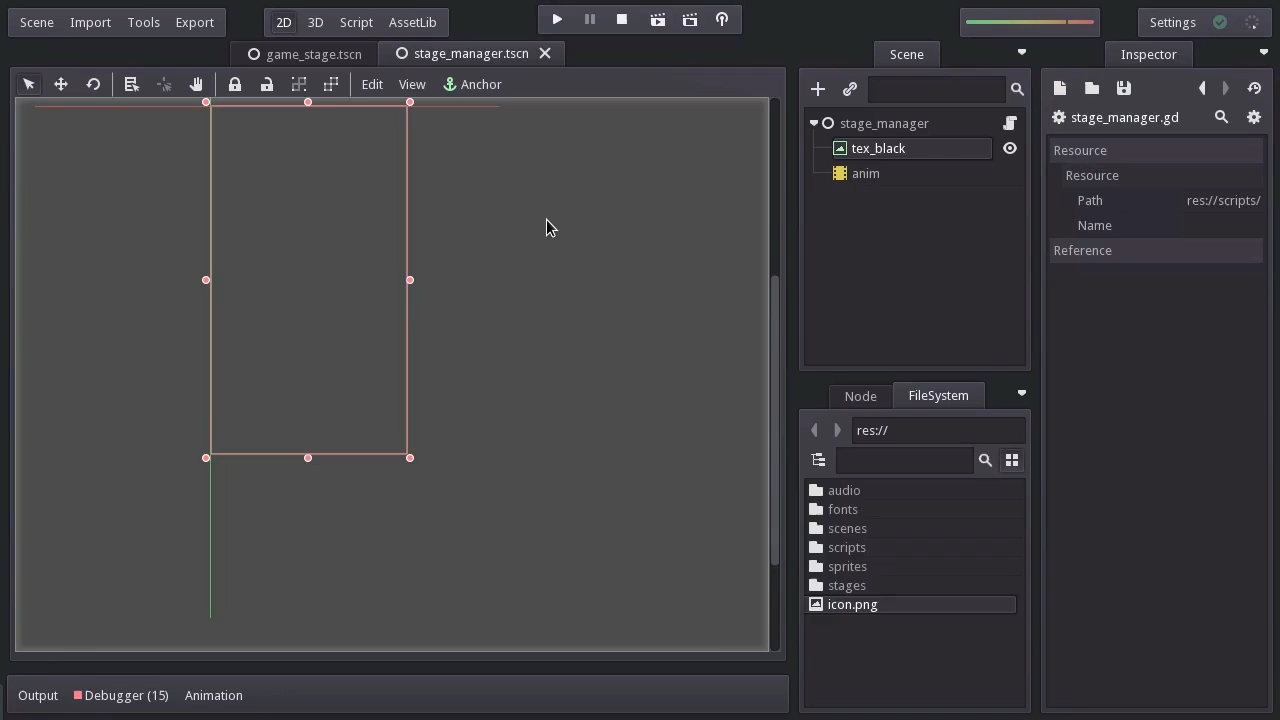 Scene Import Tools Export 2D 3D Script AssetLib Settings
game_stage.tscn stage_manager.tscn Scene Inspector
Edit View Anchor
stage_manager.gd
stage_manager
tex_black
anim
Resource
Resource
Path res://scripts/
Name
Reference
Node FileSystem
res://
audio
fonts
scenes
scripts
sprites
stages
icon.png
Output Debugger (15) Animation